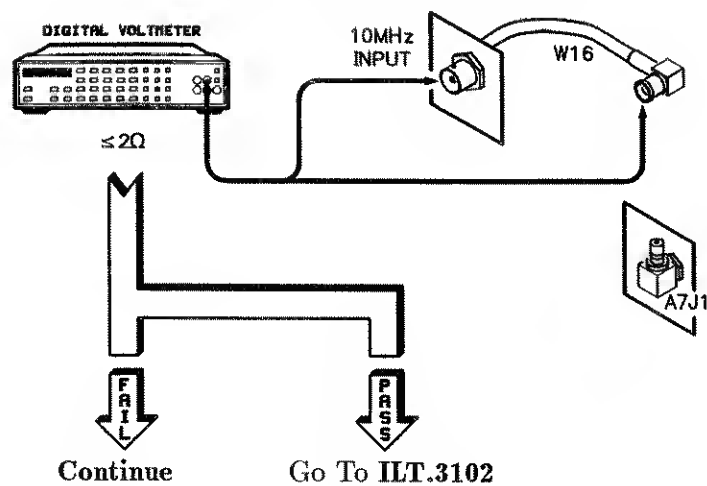 DIGITAL VOLTMETER
10MHz
INPUT
W16
≤2Ω
A7J1
FAIL
PASS
Continue
Go To ILT.3102